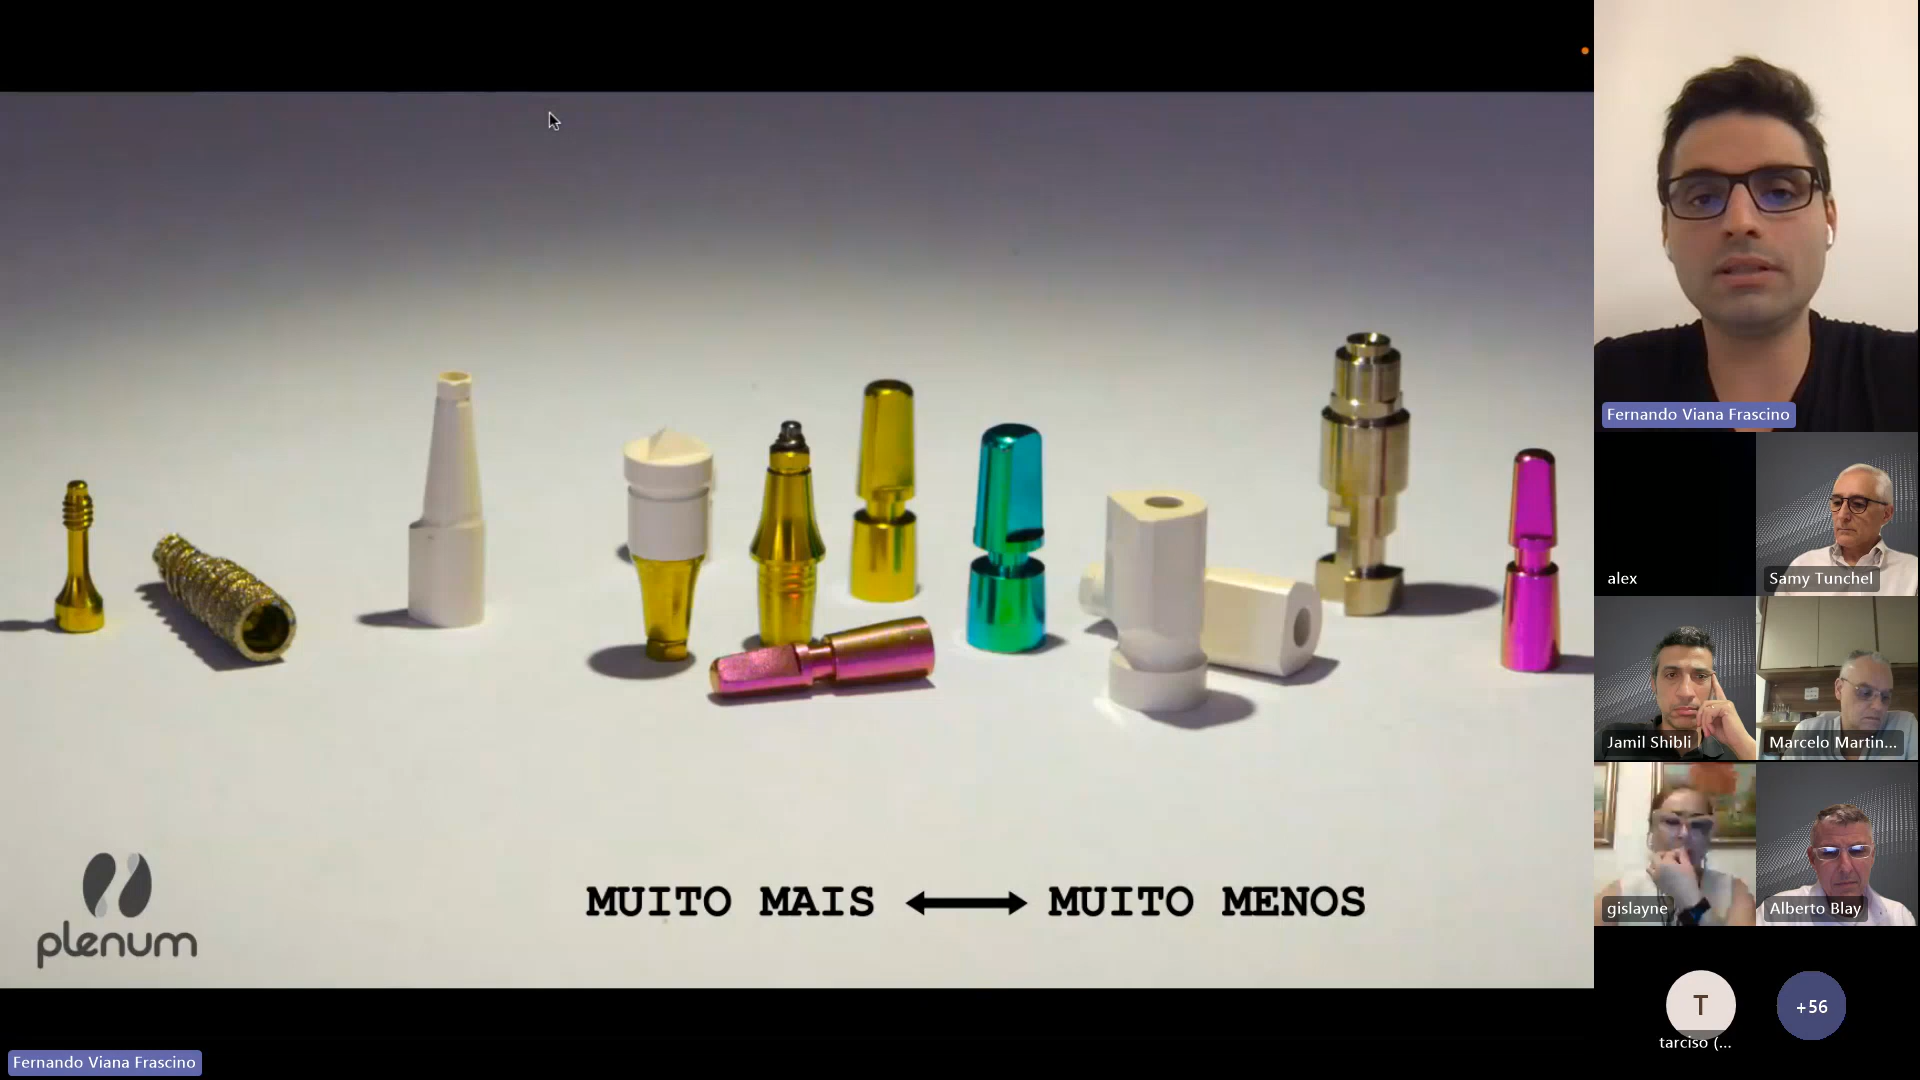 MUITO MAIS ↔ MUITO MENOS
plenum
Fernando Viana Frascino
Fernando Viana Frascino
alex
Samy Tunchel
Jamil Shibli
Marcelo Martin...
gislayne
Alberto Blay
T
tarciso (...
+56